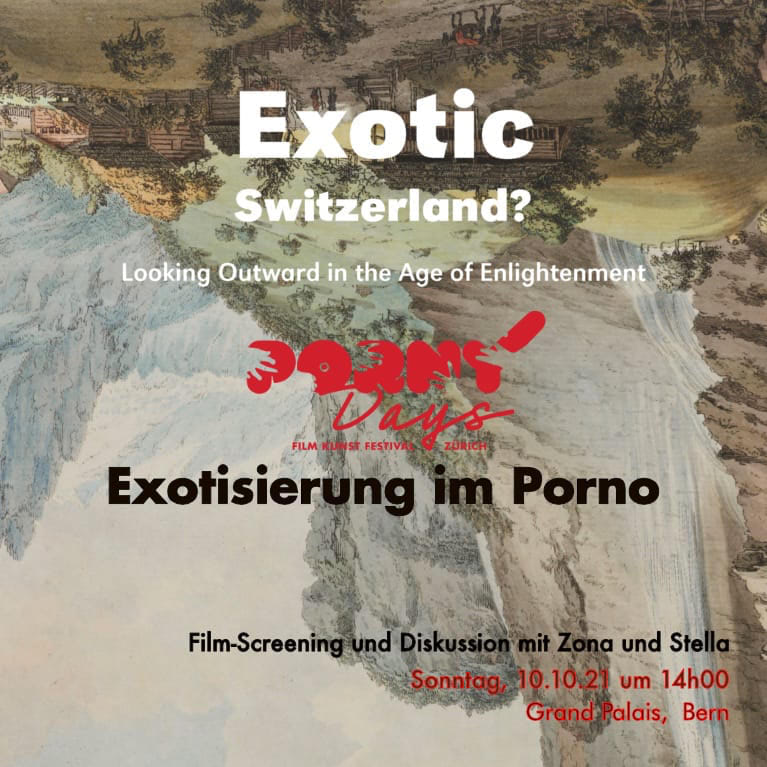 Exotic
Switzerland?
Looking Outward in the Age of Enlightenment
PORNY
Days
FILM KUNST FESTIVAL ZÜRICH
Exotisierung im Porno
Film-Screening und Diskussion mit Zona und Stella
Sonntag, 10.10.21 um 14h00
Grand Palais, Bern